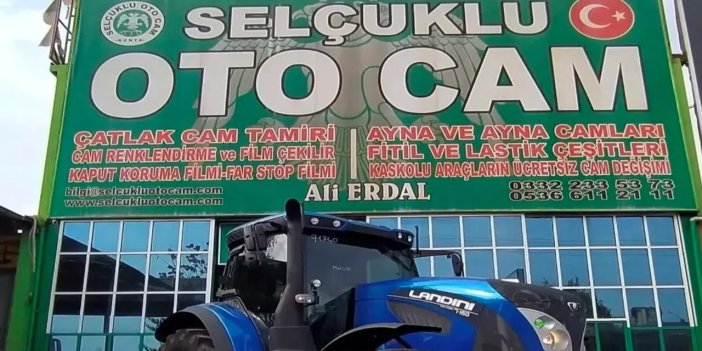 SELÇUKLU OTO CAM
KONYA
SELÇUKLU
OTO CAM
ÇATLAK CAM TAMİRİ
CAM RENKLENDİRME ve FİLM ÇEKİLİR
KAPUT KORUMA FİLMİ-FAR STOP FİLMİ
bilgi@selcukluotocam.com
www.selcukluotocam.com
AYNA VE AYNA CAMLARI
FİTİL VE LASTİK ÇEŞİTLERİ
KASKOLU ARAÇLARIN ÜCRETSİZ CAM DEĞİŞİMİ
0332 233 53 73
0536 611 21 11
Ali ERDAL
LANDINI